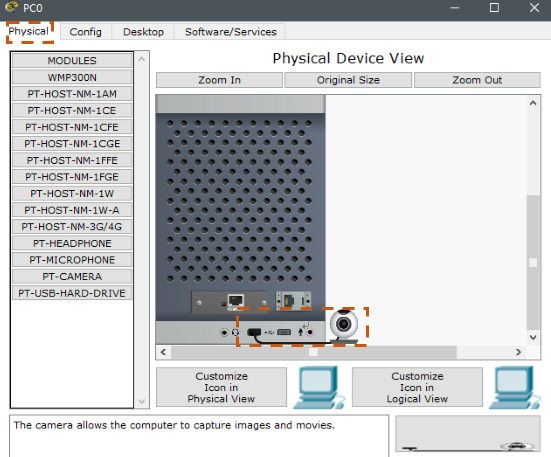 PC0
Physical Config Desktop Software/Services
MODULES
WMP300N
PT-HOST-NM-1AM
PT-HOST-NM-1CE
PT-HOST-NM-1CFE
PT-HOST-NM-1CGE
PT-HOST-NM-1FFE
PT-HOST-NM-1FGE
PT-HOST-NM-1W
PT-HOST-NM-1W-A
PT-HOST-NM-3G/4G
PT-HEADPHONE
PT-MICROPHONE
PT-CAMERA
PT-USB-HARD-DRIVE
Physical Device View
Zoom In Original Size Zoom Out
Customize
Icon in
Physical View
Customize
Icon in
Logical View
The camera allows the computer to capture images and movies.